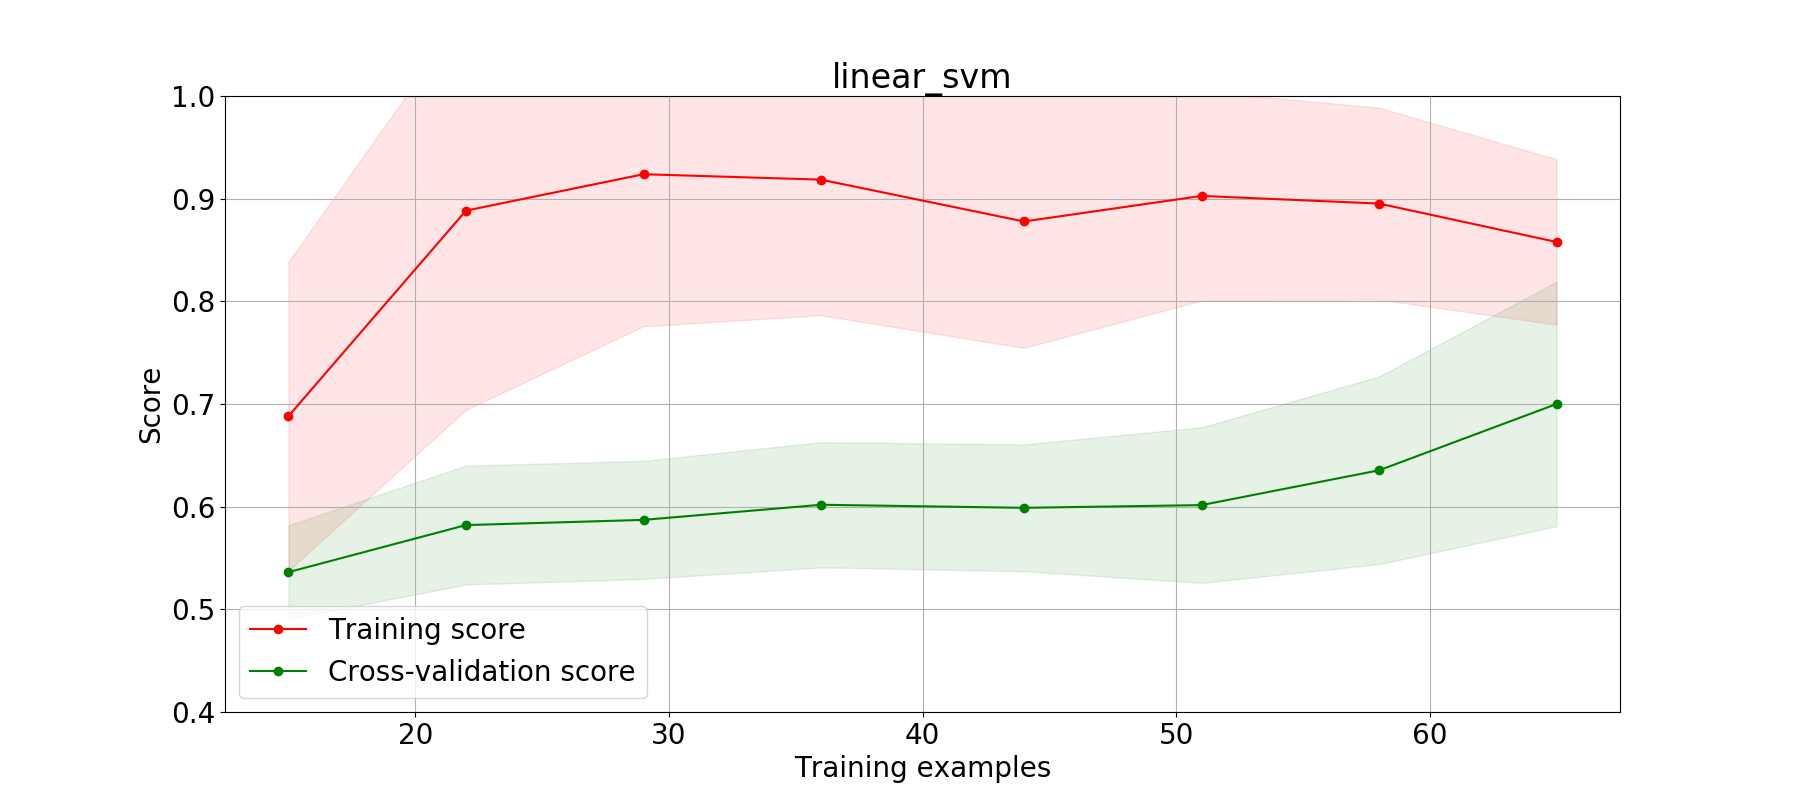 linear_svm
1.0
0.9
0.8
0.7
0.6
0.5
0.4
Score
Training score
Cross-validation score
20 30 40 50 60
Training examples